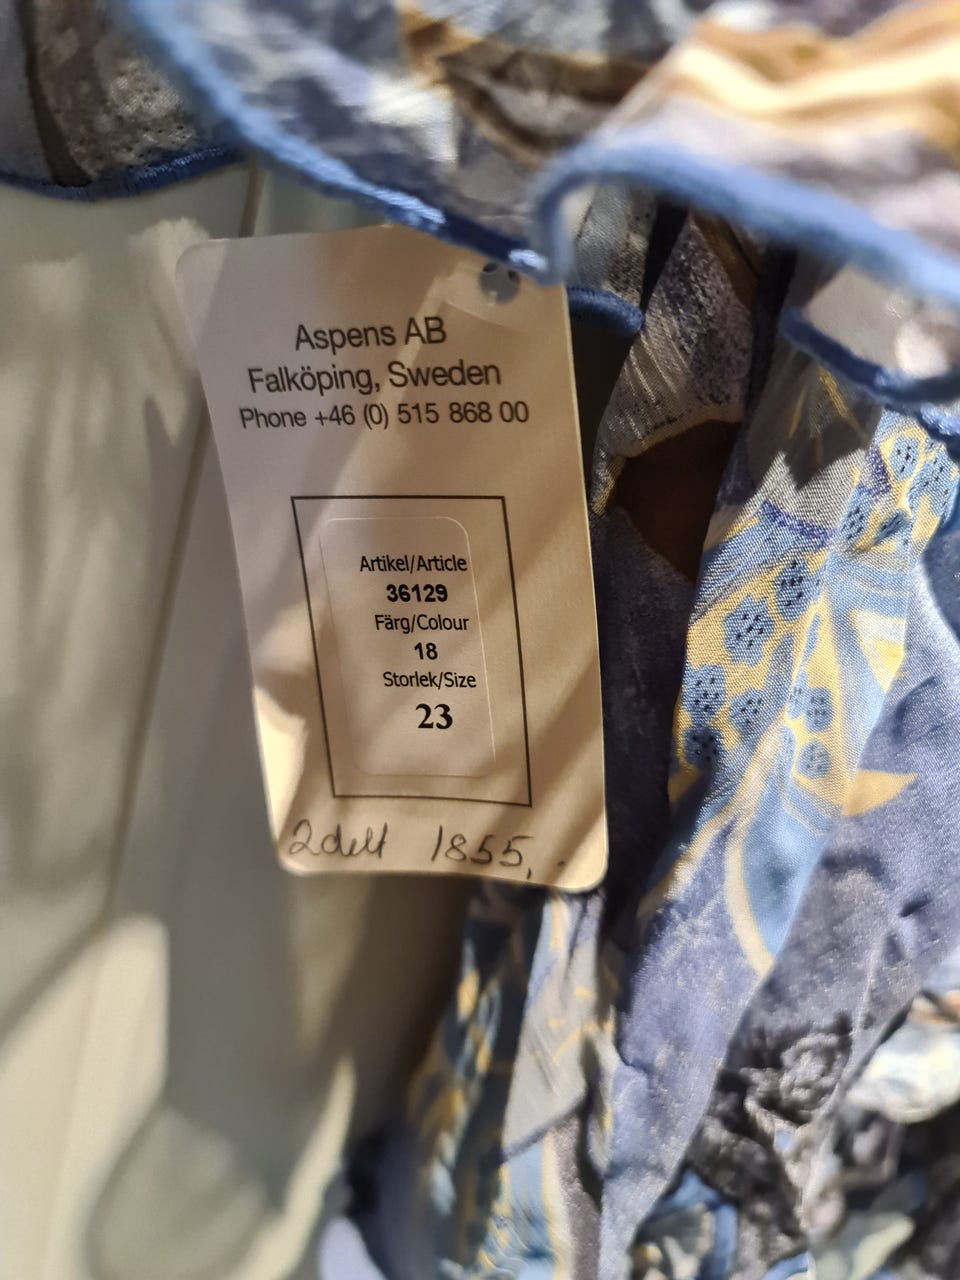 Aspens AB
Falköping, Sweden
Phone +46 (0) 515 868 00
Artikel/Article
36129
Färg/Colour
18
Storlek/Size
23
2delt 1855,-